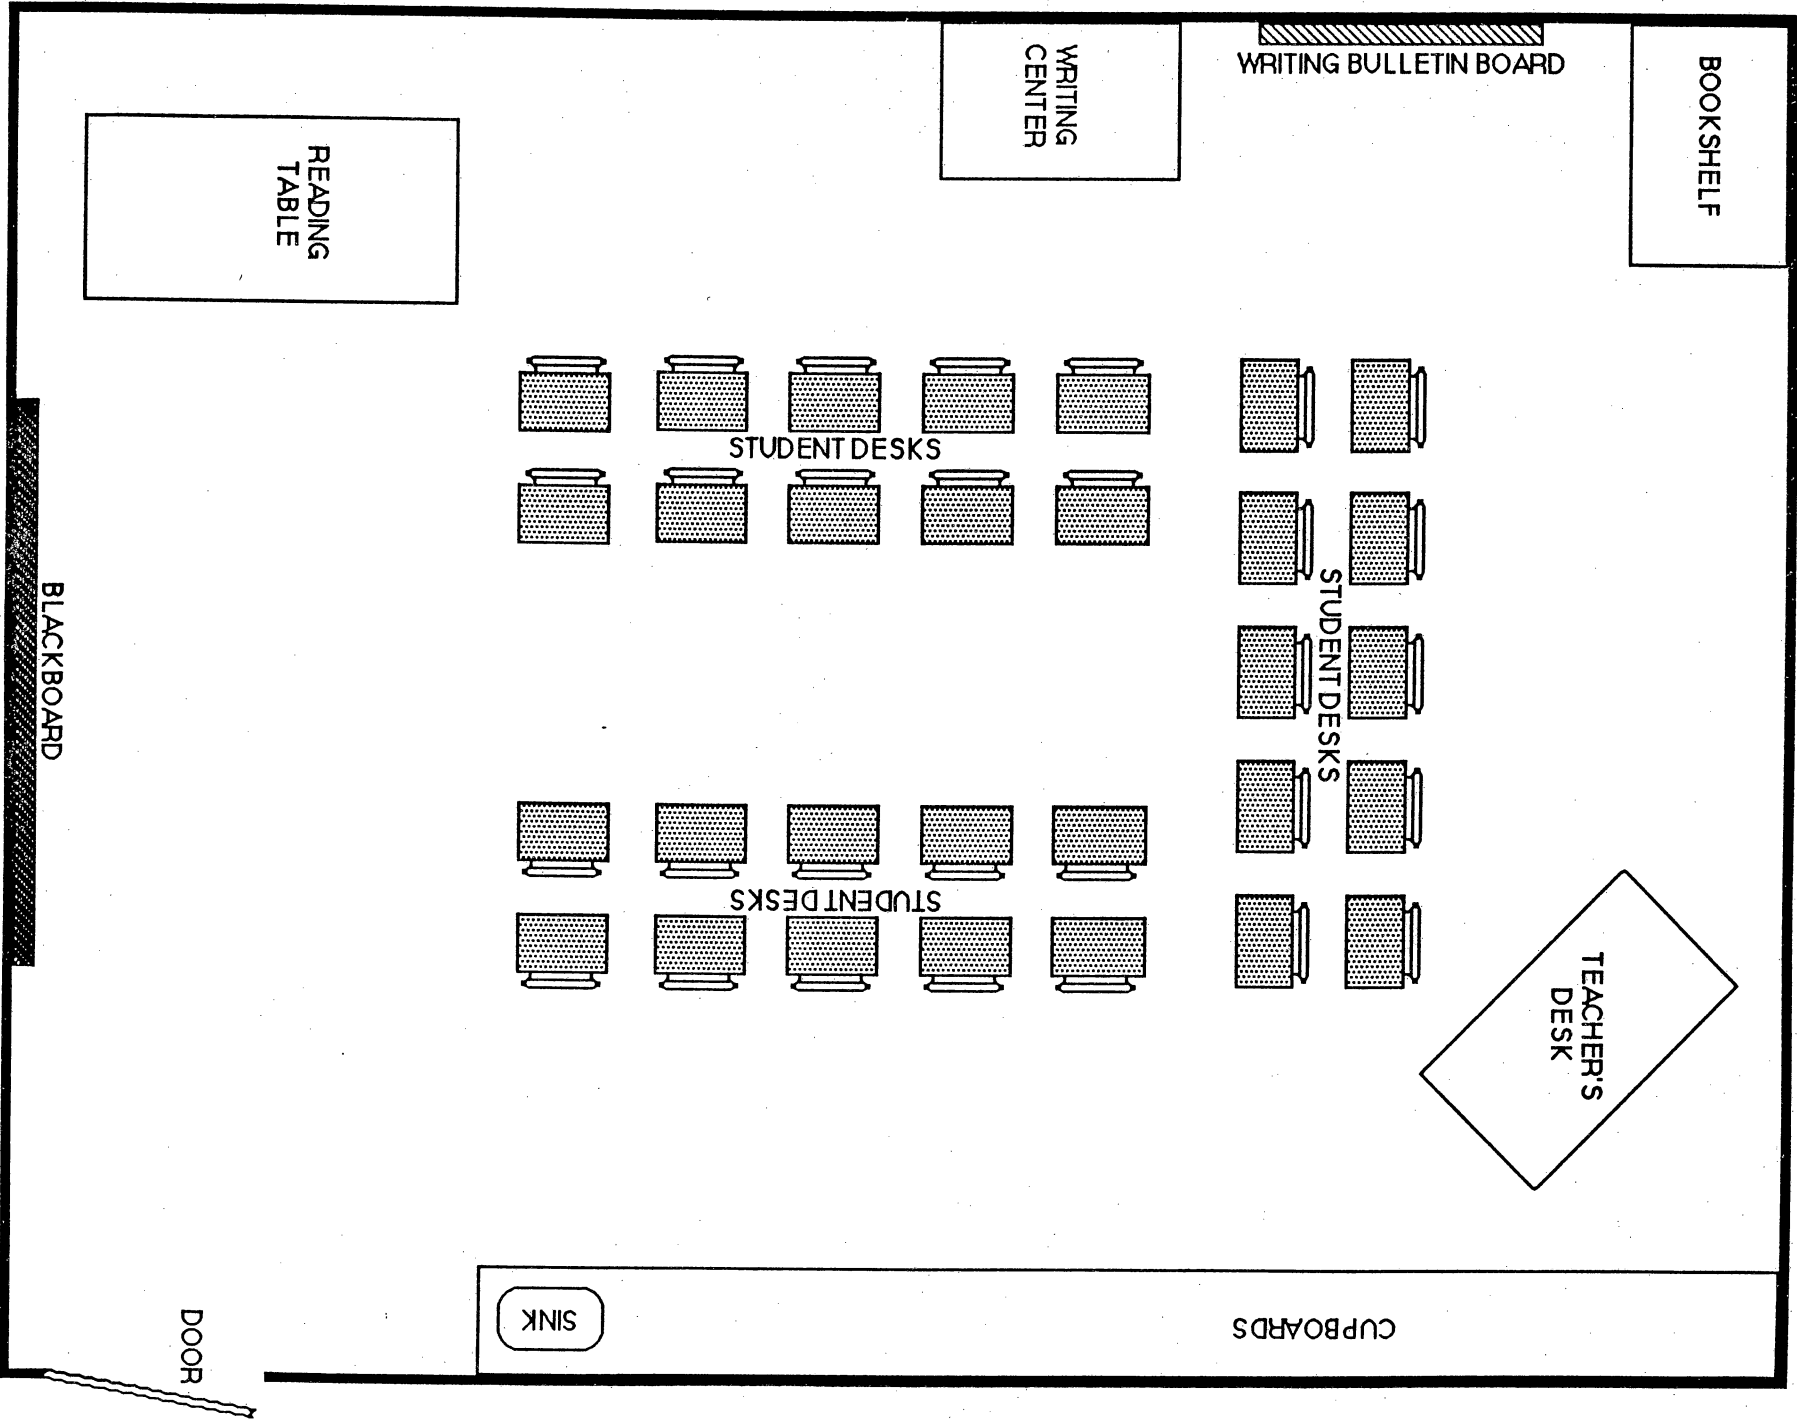 WRITING
CENTER
WRITING BULLETIN BOARD
BOOKSHELF
READING
TABLE
STUDENT DESKS
STUDENT DESKS
BLACKBOARD
STUDENT DESKS
TEACHER'S
DESK
DOOR
SINK
CUPBOARDS